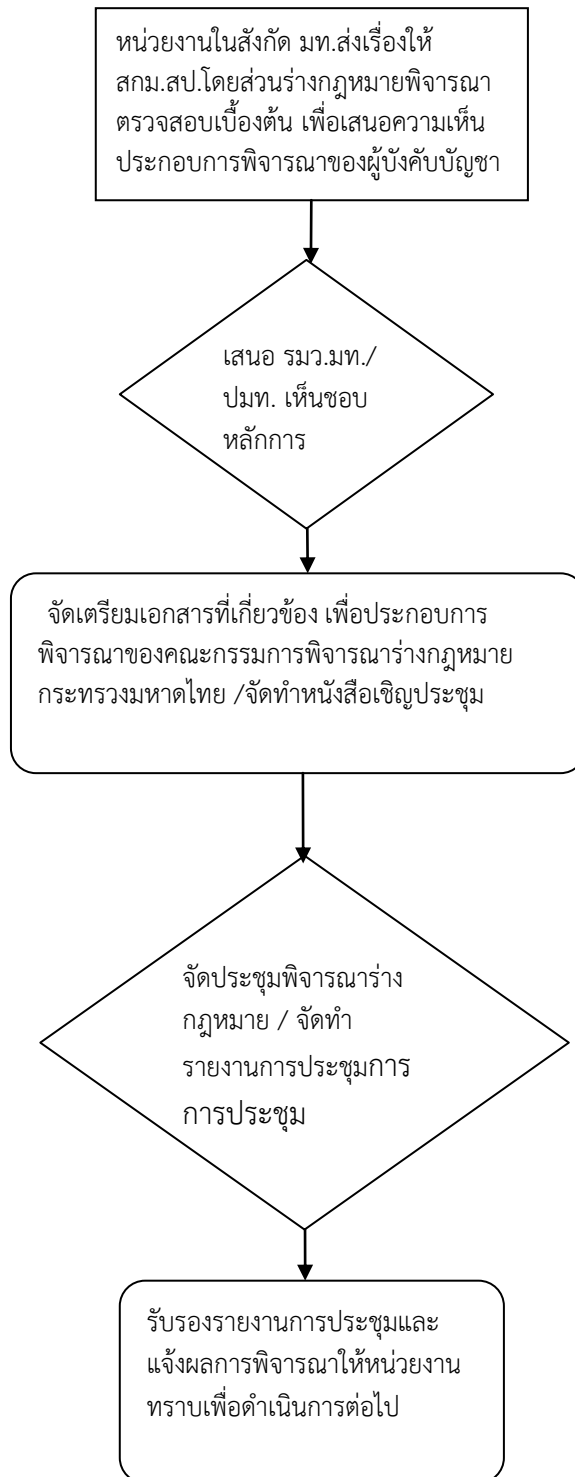 หน่วยงานในสังกัด มท.ส่งเรื่องให้
สกม.สป.โดยส่วนร่างกฎหมายพิจารณา
ตรวจสอบเบื้องต้น เพื่อเสนอความเห็น
ประกอบการพิจารณาของผู้บังคับบัญชา
เสนอ รมว.มท./
ปมท. เห็นชอบ
หลักการ
จัดเตรียมเอกสารที่เกี่ยวข้อง เพื่อประกอบการ
พิจารณาของคณะกรรมการพิจารณาร่างกฎหมาย
กระทรวงมหาดไทย /จัดทำหนังสือเชิญประชุม
จัดประชุมพิจารณาร่าง
กฎหมาย / จัดทำ
รายงานการประชุมการ
การประชุม
รับรองรายงานการประชุมและ
แจ้งผลการพิจารณาให้หน่วยงาน
ทราบเพื่อดำเนินการต่อไป